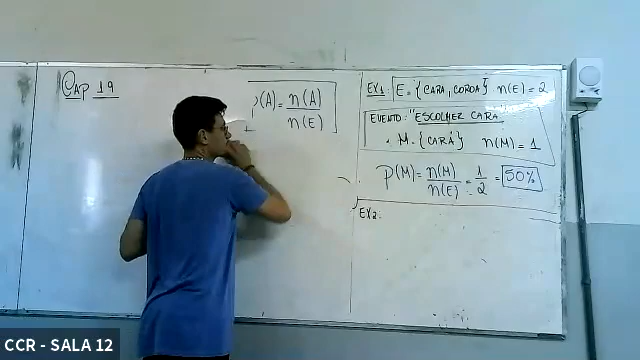 Cap 19
P(A) = n(A)
n(E)
EX1: E = {CARA, COROA} n(E) = 2
EVENTO: "ESCOLHER CARA"
• M = {CARA} n(M) = 1
P(M) = n(M) = 1 = 50%
n(E) 2
EX2:
CCR - SALA 12